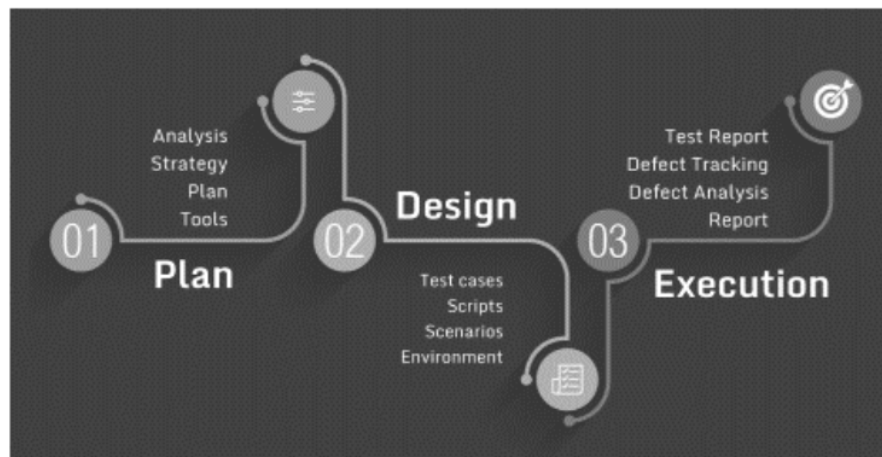 01
Plan
Analysis
Strategy
Plan
Tools
02
Design
Test cases
Scripts
Scenarios
Environment
03
Execution
Test Report
Defect Tracking
Defect Analysis
Report